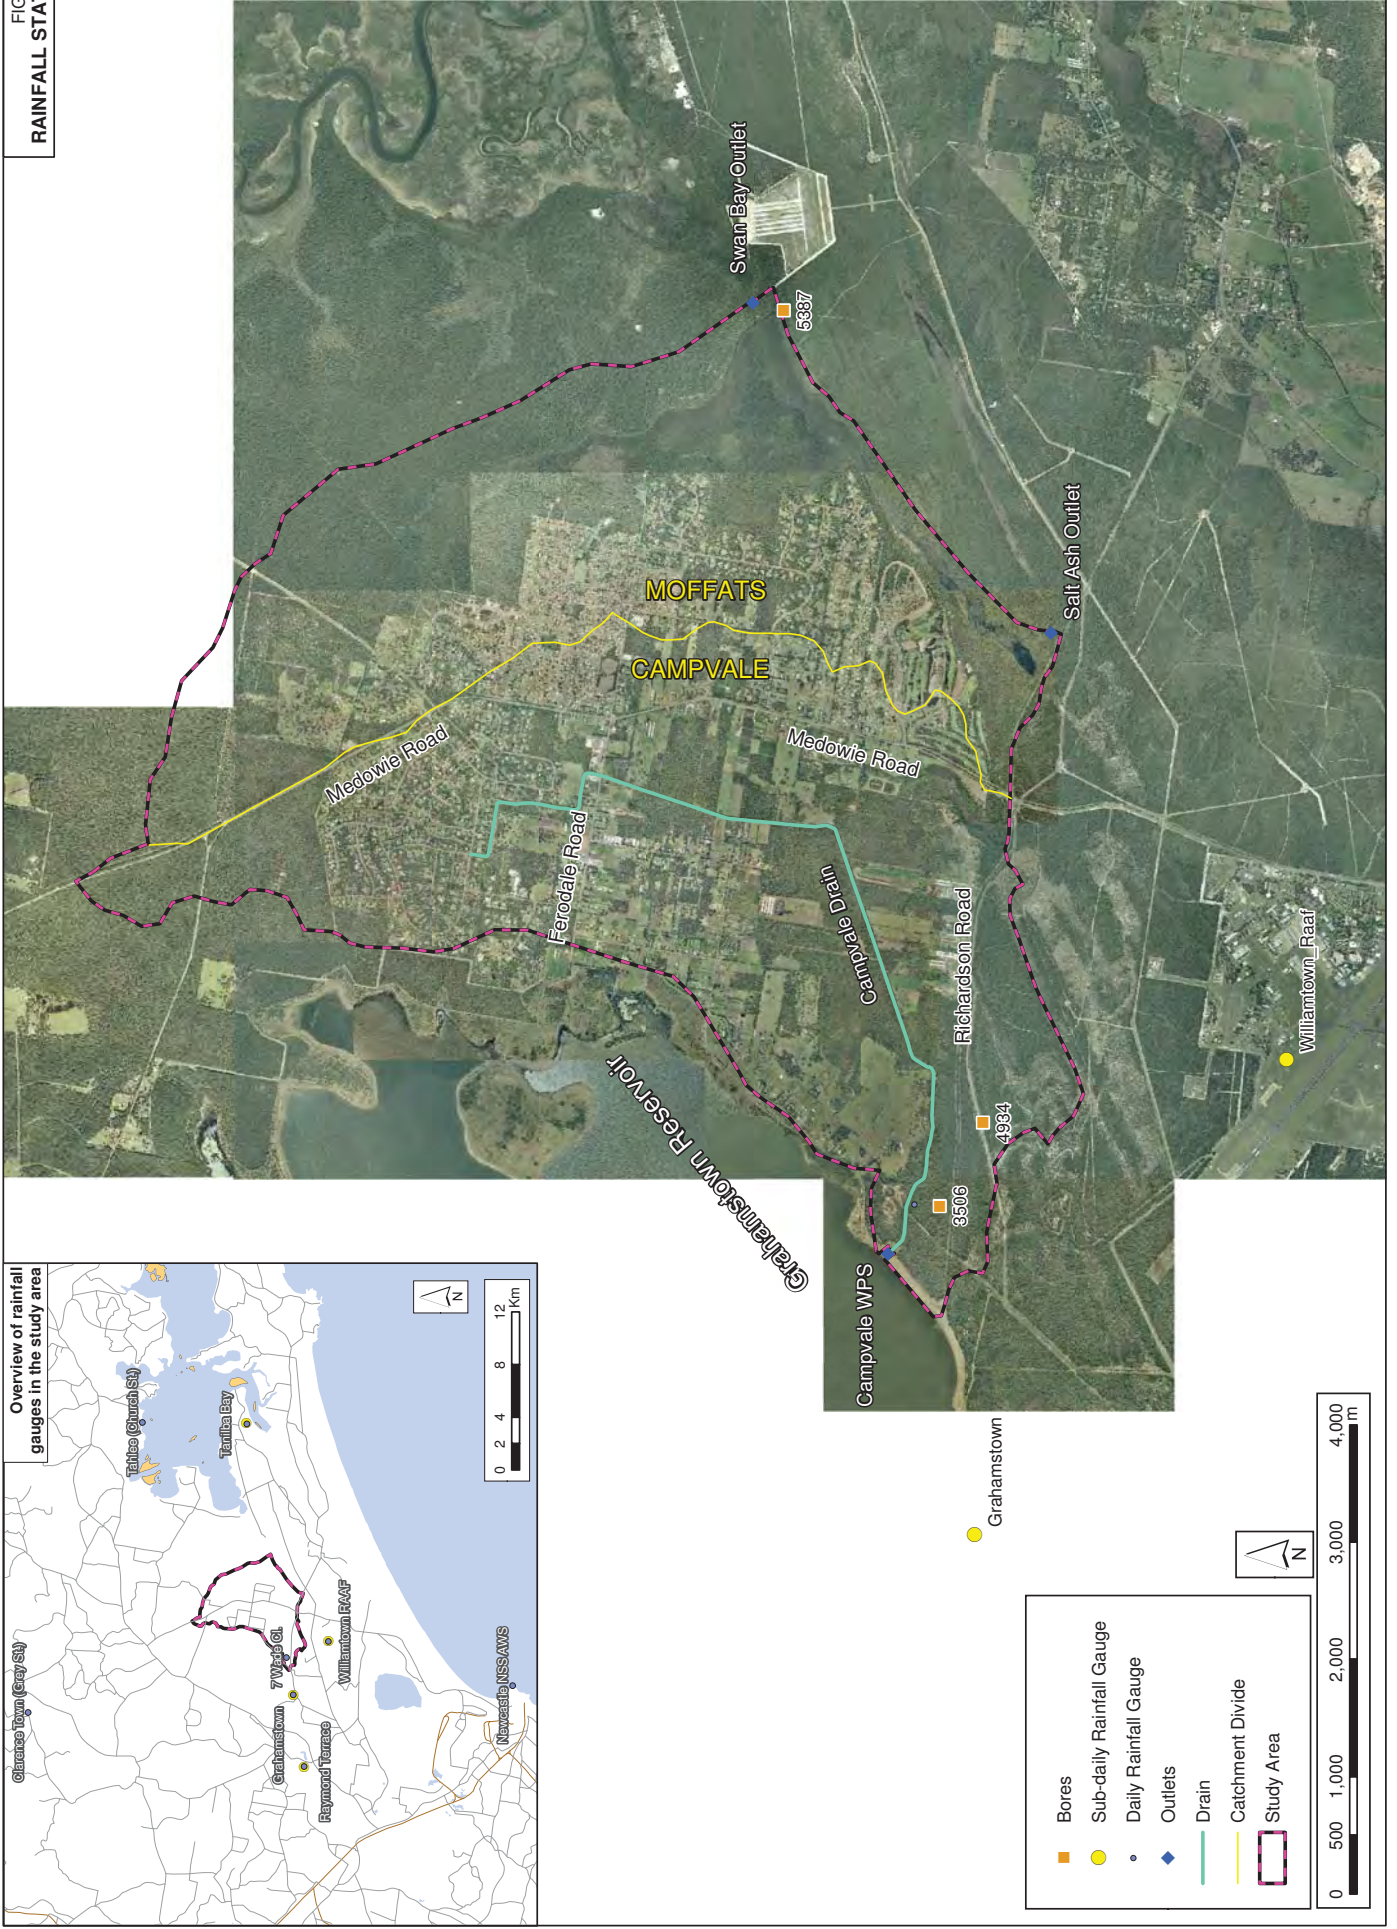 FIG
RAINFALL STAT
Overview of rainfall
gauges in the study area
Clarence Town (Grey St.)
Tahlee (Church St.)
Tanilba Bay
7 Wade Cl.
Grahamstown
Raymond Terrace
Williamtown RAAF
Newcastle NSS AWS
N
0 2 4 8 12
Km
Swan Bay Outlet
5387
MOFFATS
CAMPVALE
Medowie Road
Medowie Road
Ferodale Road
Campvale Drain
Richardson Road
Salt Ash Outlet
Grahamstown Reservoir
4934
3506
Campvale WPS
Williamtown_Raaf
Grahamstown
N
Bores
Sub-daily Rainfall Gauge
Daily Rainfall Gauge
Outlets
Drain
Catchment Divide
Study Area
0 500 1,000 2,000 3,000 4,000
m